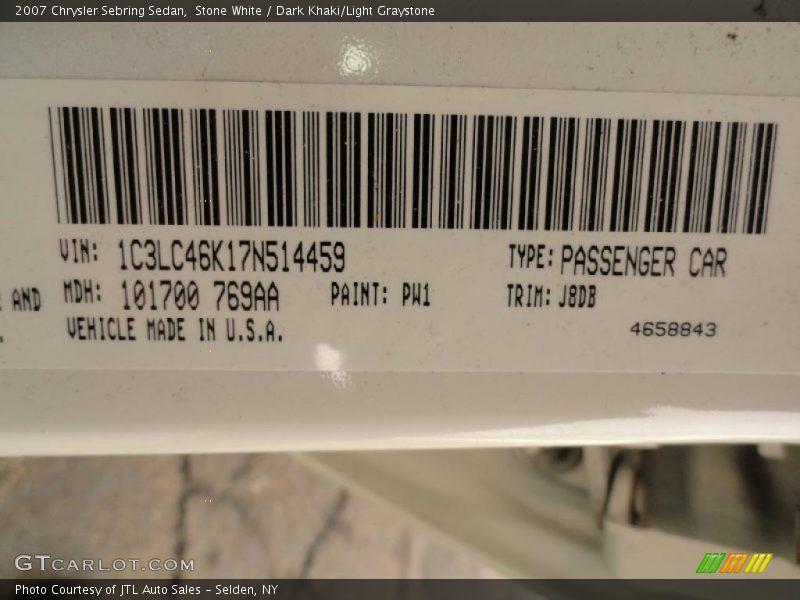 2007 Chrysler Sebring Sedan,  Stone White / Dark Khaki/Light Graystone
VIN: 1C3LC46K17N514459
TYPE: PASSENGER CAR
AND
MDH: 101700 769AA
PAINT: PW1
TRIM: J8DB
VEHICLE MADE IN U.S.A.
4658843
GTCARLOT.COM
Photo Courtesy of JTL Auto Sales - Selden, NY